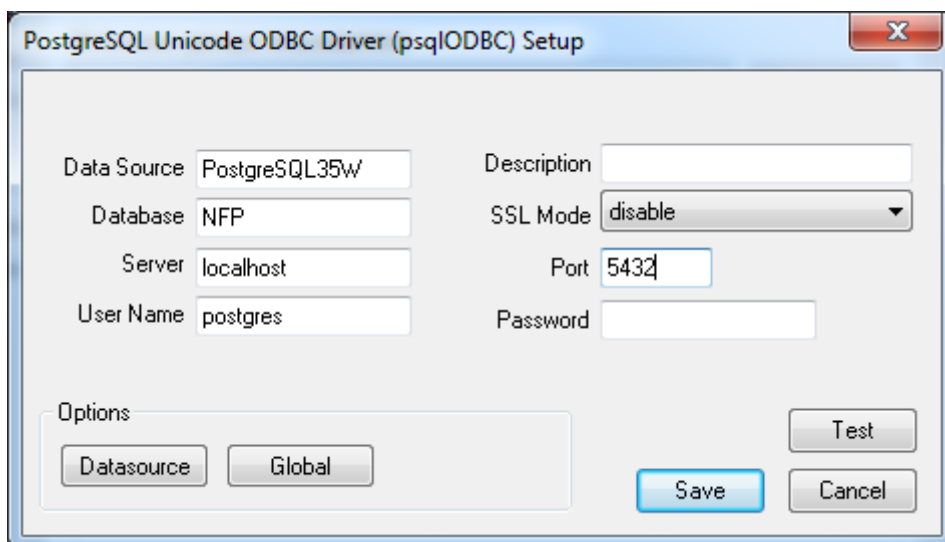 PostgreSQL Unicode ODBC Driver (psqlODBC) Setup
Data Source PostgreSQL35W Description
Database NFP SSL Mode disable
Server localhost Port 5432
User Name postgres Password
Options
Datasource Global Test
Save Cancel